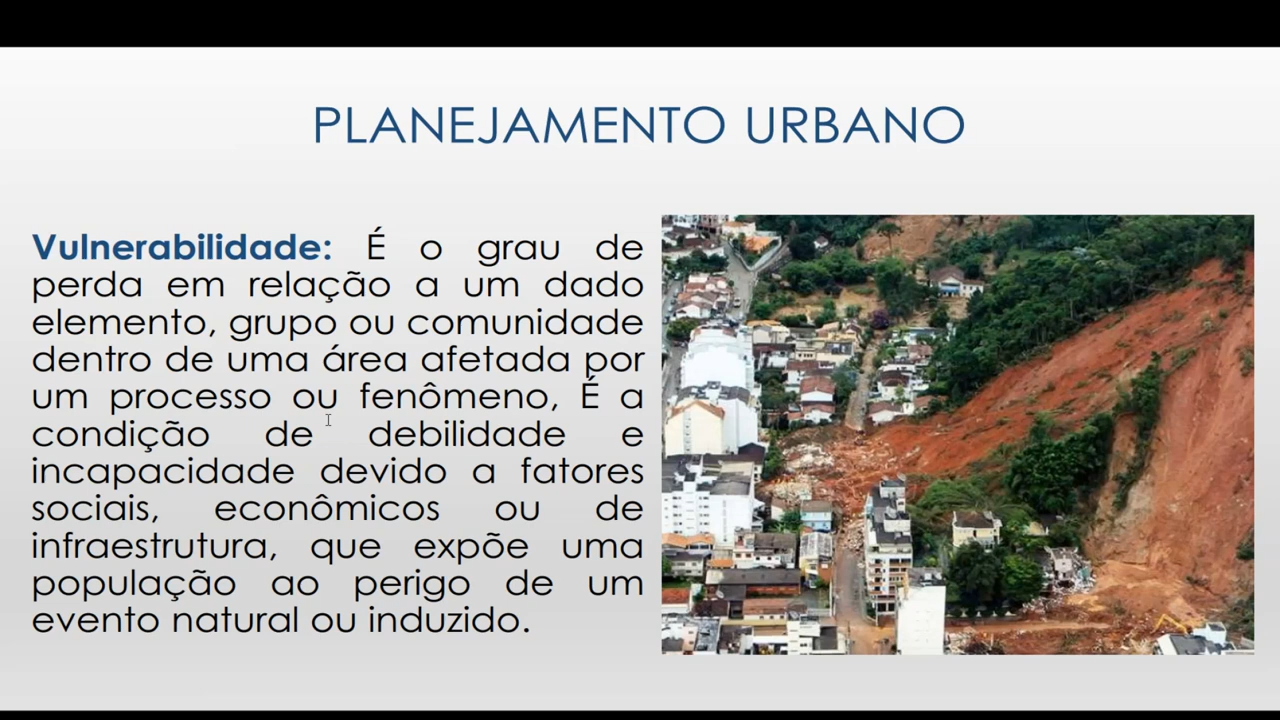 PLANEJAMENTO URBANO
Vulnerabilidade: É o grau de
perda em relação a um dado
elemento, grupo ou comunidade
dentro de uma área afetada por
um processo ou fenômeno, É a
condição de debilidade e
incapacidade devido a fatores
sociais, econômicos ou de
infraestrutura, que expõe uma
população ao perigo de um
evento natural ou induzido.